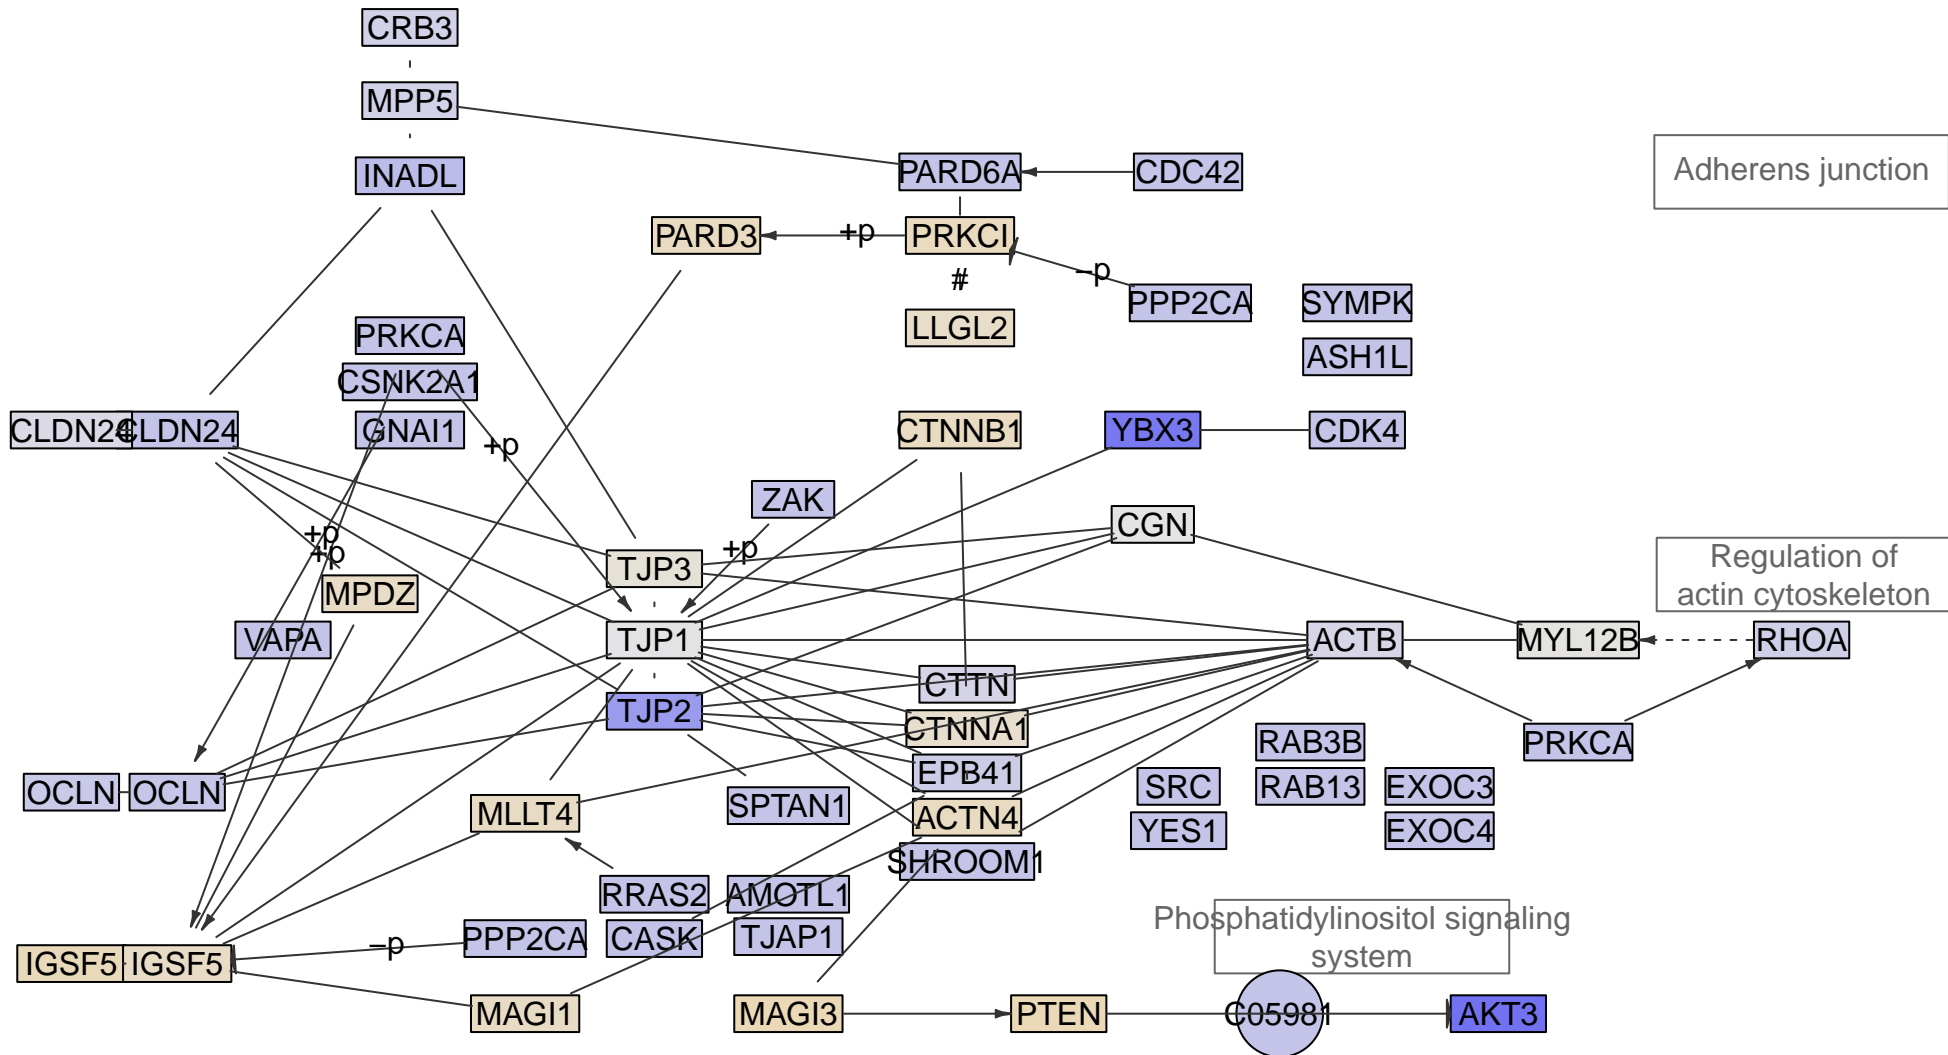 CRB3
MPP5
INADL
PARD6A
CDC42
Adherens junction
PARD3
+p
PRKCI
–p
#
PPP2CA
SYMPK
LLGL2
PRKCA
ASH1L
CSNK2A1
CLDN24
CLDN24
GNAI1
+p
CTNNB1
YBX3
CDK4
ZAK
CGN
+p
+p
+p
TJP3
Regulation of
actin cytoskeleton
MPDZ
VAPA
TJP1
ACTB
MYL12B
RHOA
CTTN
TJP2
CTNNA1
RAB3B
PRKCA
EPB41
OCLN
OCLN
SRC
RAB13
EXOC3
MLLT4
SPTAN1
ACTN4
YES1
EXOC4
SHROOM1
RRAS2
AMOTL1
Phosphatidylinositol signaling
system
PPP2CA
CASK
TJAP1
–p
IGSF5
IGSF5
MAGI1
MAGI3
PTEN
C05981
AKT3